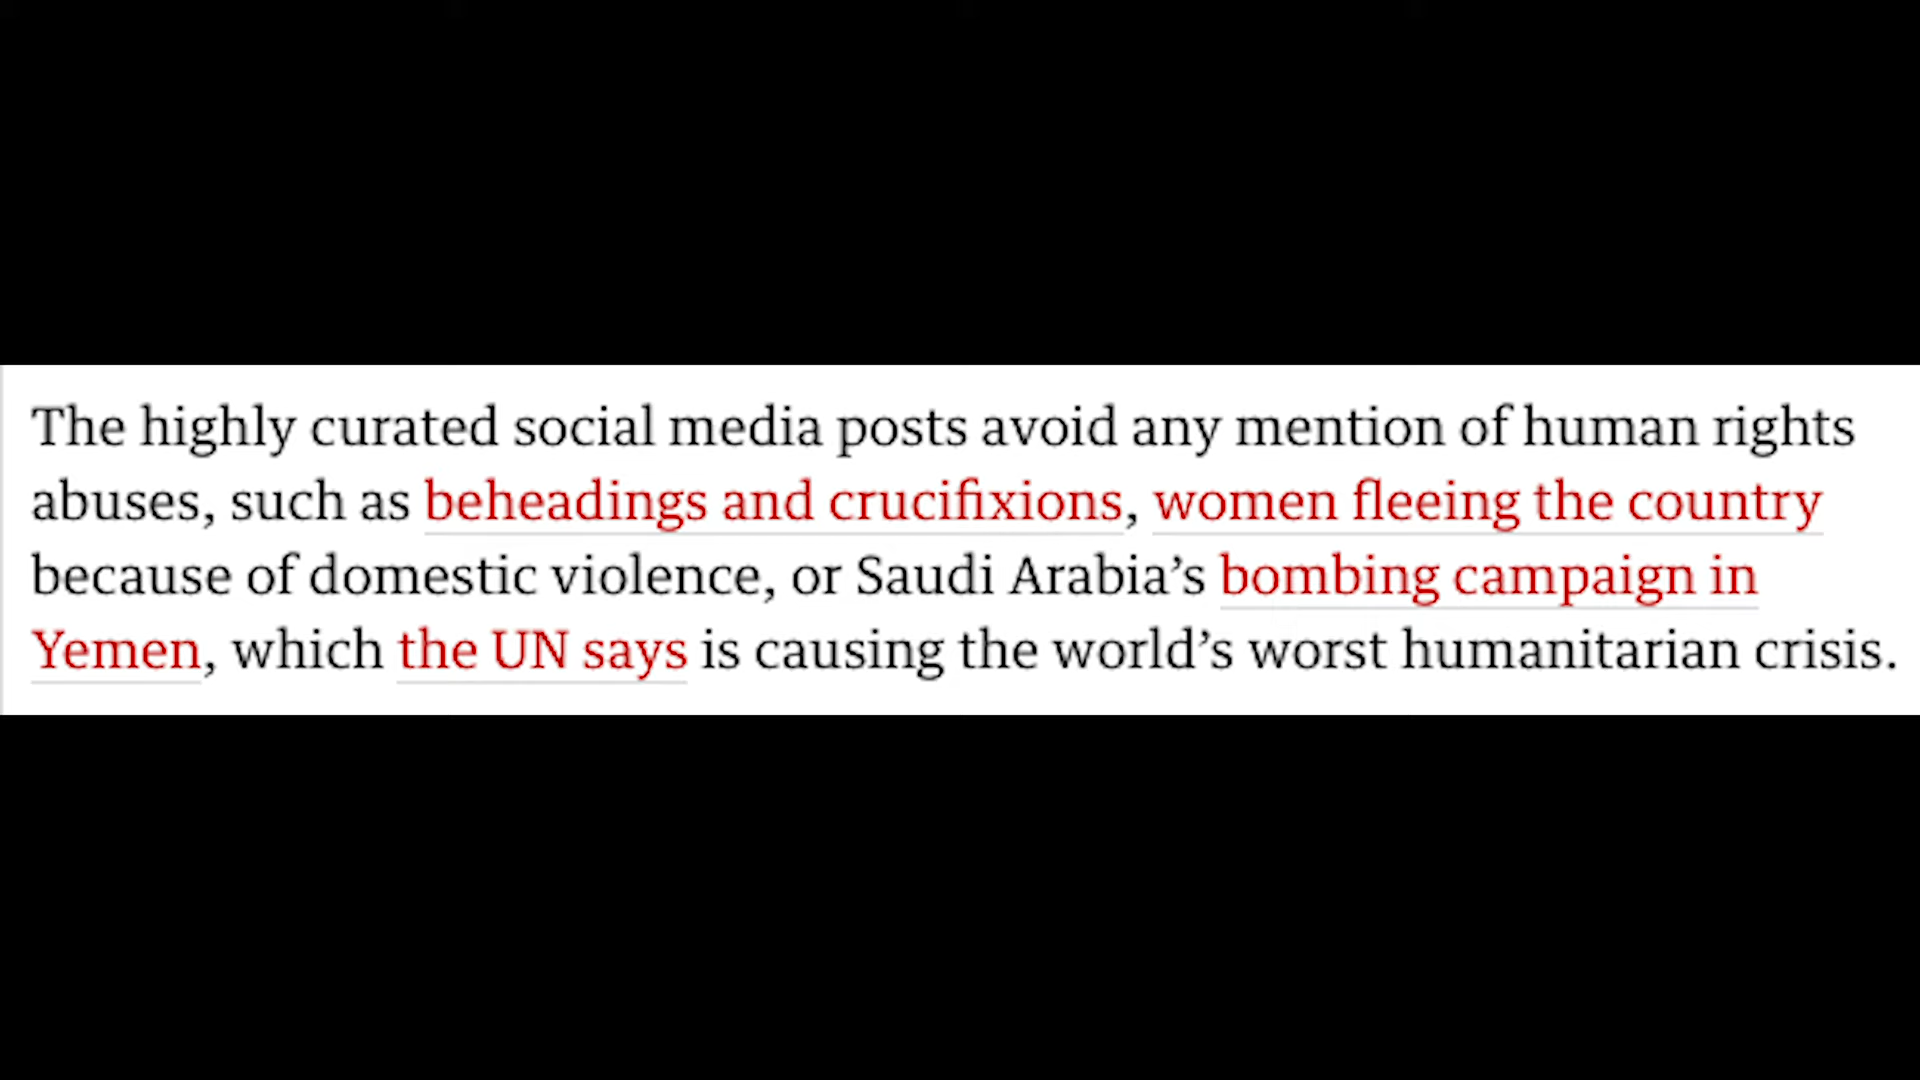 The highly curated social media posts avoid any mention of human rights
abuses, such as beheadings and crucifixions, women fleeing the country
because of domestic violence, or Saudi Arabia’s bombing campaign in
Yemen, which the UN says is causing the world’s worst humanitarian crisis.